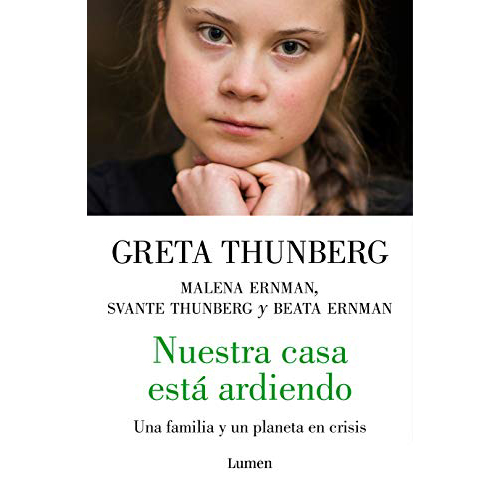 GRETA THUNBERG
MALENA ERNMAN,
SVANTE THUNBERG y BEATA ERNMAN
Nuestra casa
está ardiendo
Una familia y un planeta en crisis
Lumen